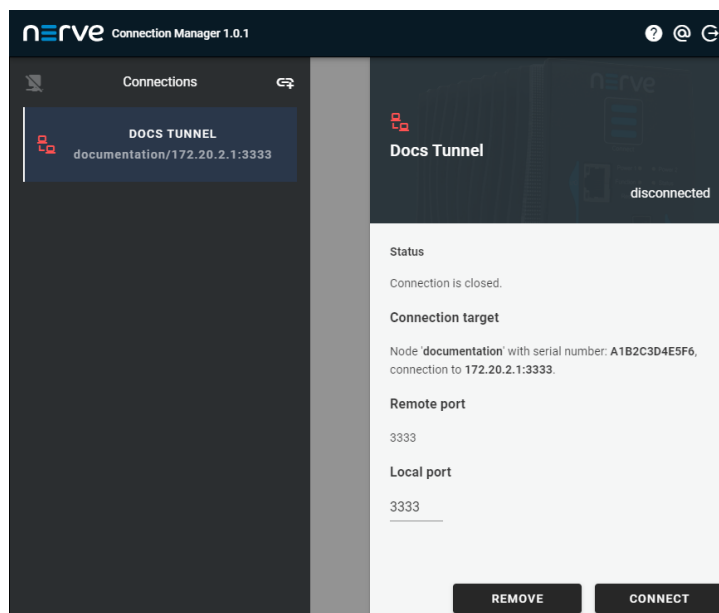 nerve Connection Manager 1.0.1
Connections
DOCS TUNNEL
documentation/172.20.2.1:3333
nerve
Docs Tunnel
disconnected
Status
Connection is closed.
Connection target
Node 'documentation' with serial number: A1B2C3D4E5F6,
connection to 172.20.2.1:3333.
Remote port
3333
Local port
3333
REMOVE CONNECT